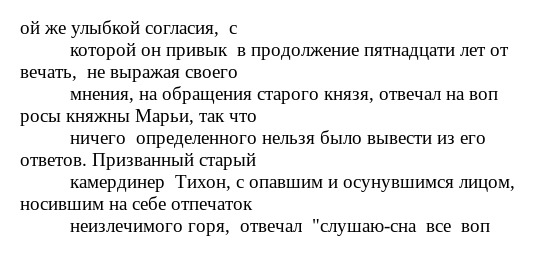 ой же улыбкой согласия, с
которой он привык в продолжение пятнадцати лет от
вечать, не выражая своего
мнения, на обращения старого князя, отвечал на воп
росы княжны Марьи, так что
ничего определенного нельзя было вывести из его
ответов. Призванный старый
камердинер Тихон, с опавшим и осунувшимся лицом,
носившим на себе отпечаток
неизлечимого горя, отвечал "слушаю-сна все воп